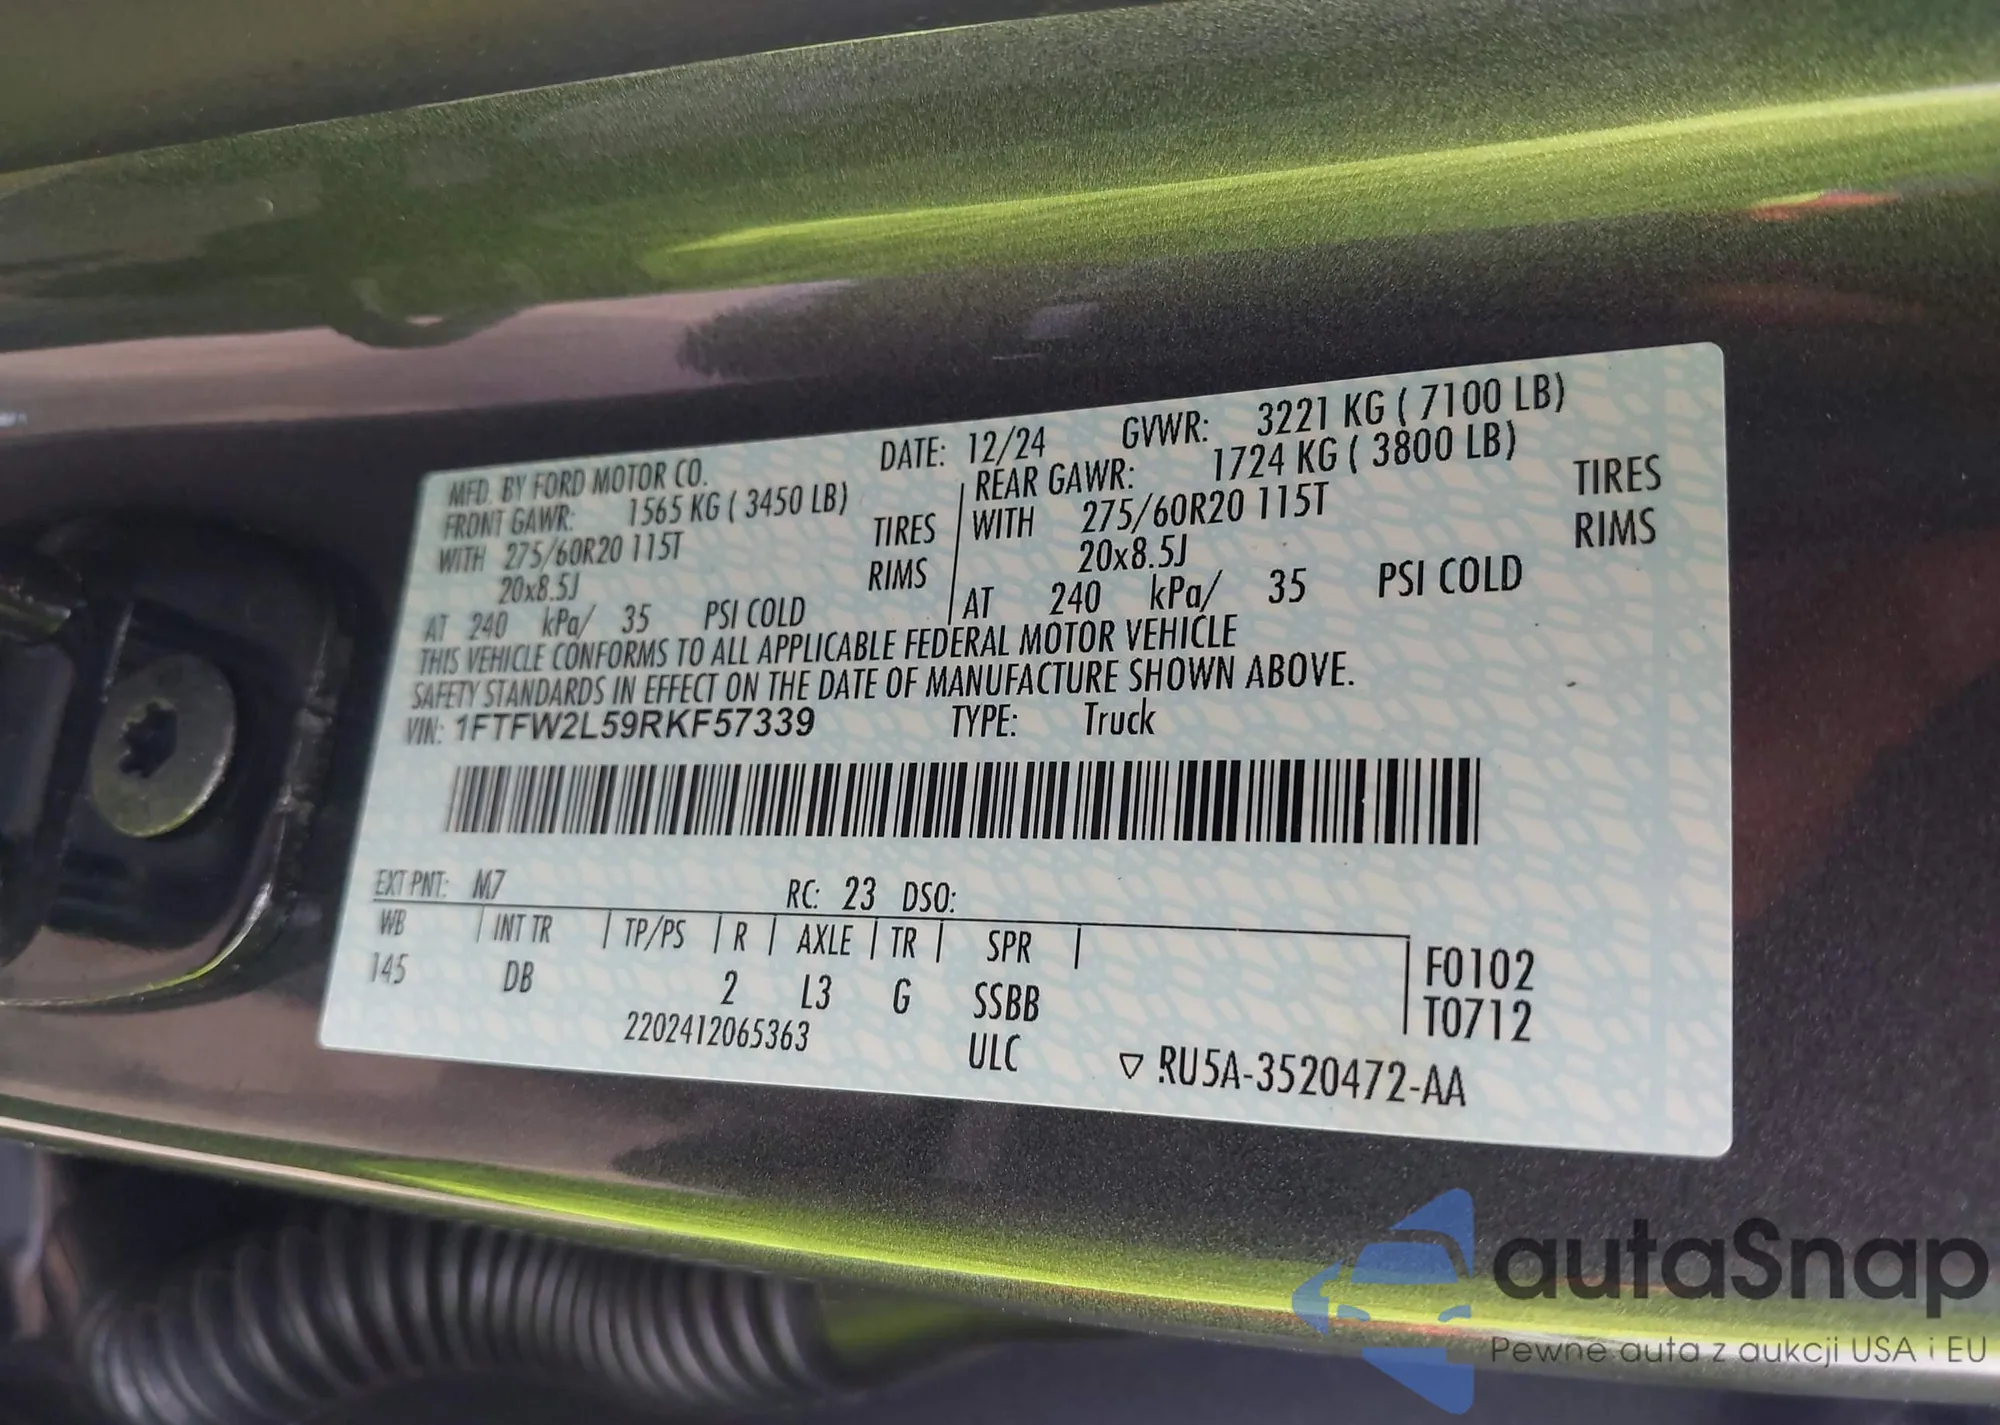 MFD. BY FORD MOTOR CO. DATE: 12/24 GVWR: 3221 KG ( 7100 LB)
FRONT GAWR: 1565 KG ( 3450 LB) REAR GAWR: 1724 KG ( 3800 LB)
WITH 275/60R20 115T TIRES WITH 275/60R20 115T TIRES
20x8.5J RIMS 20x8.5J RIMS
AT 240 kPa/ 35 PSI COLD AT 240 kPa/ 35 PSI COLD
THIS VEHICLE CONFORMS TO ALL APPLICABLE FEDERAL MOTOR VEHICLE
SAFETY STANDARDS IN EFFECT ON THE DATE OF MANUFACTURE SHOWN ABOVE.
VIN: 1FTFW2L59RKF57339 TYPE: Truck
EXT PNT: M7 RC: 23 DSO:
WB | INT TR | TP/PS | R | AXLE | TR | SPR |
145 DB 2 L3 G SSBB
F0102
T0712
2202412065363 ULC ▽ RU5A-3520472-AA
autaSnap
Pewne auta z aukcji USA i EU